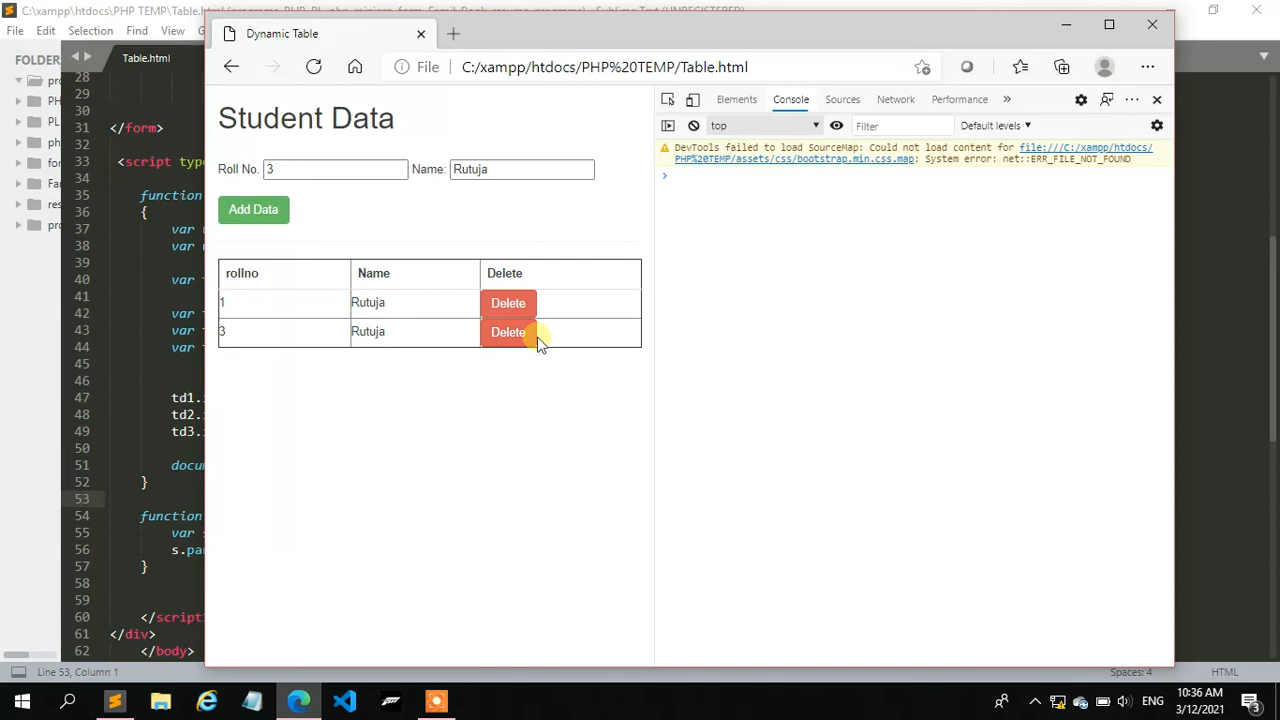 C:\xampp\htdocs\PHP TEMP\Table.html
Sublime Text (UNREGISTERED)
File Edit Selection Find View
Dynamic Table
File C:/xampp/htdocs/PHP%20TEMP/Table.html
FOLDERS
Table.html
Elements Console Sources Network Performance »
top Filter Default levels
DevTools failed to load SourceMap: Could not load content for file:///C:/xampp/htdocs/
PHP%20TEMP/assets/css/bootstrap.min.css.map: System error: net::ERR_FILE_NOT_FOUND
>
Student Data
Roll No. 3 Name: Rutuja
Add Data
rollno Name Delete
1 Rutuja Delete
3 Rutuja Delete
28
29
30
31 </form>
32
33 <script typ
34
35 function
36 {
37 var
38 var
39
40 var
41
42 var
43 var
44 var
45
46
47 td1.
48 td2.
49 td3.
50
51 docu
52 }
53
54 function
55 var s
56 s.pa
57 }
58
59
60 </script
61 </div>
62 </body>
Line 53, Column 1
Spaces: 4
HTML
ENG
10:36 AM
3/12/2021
3